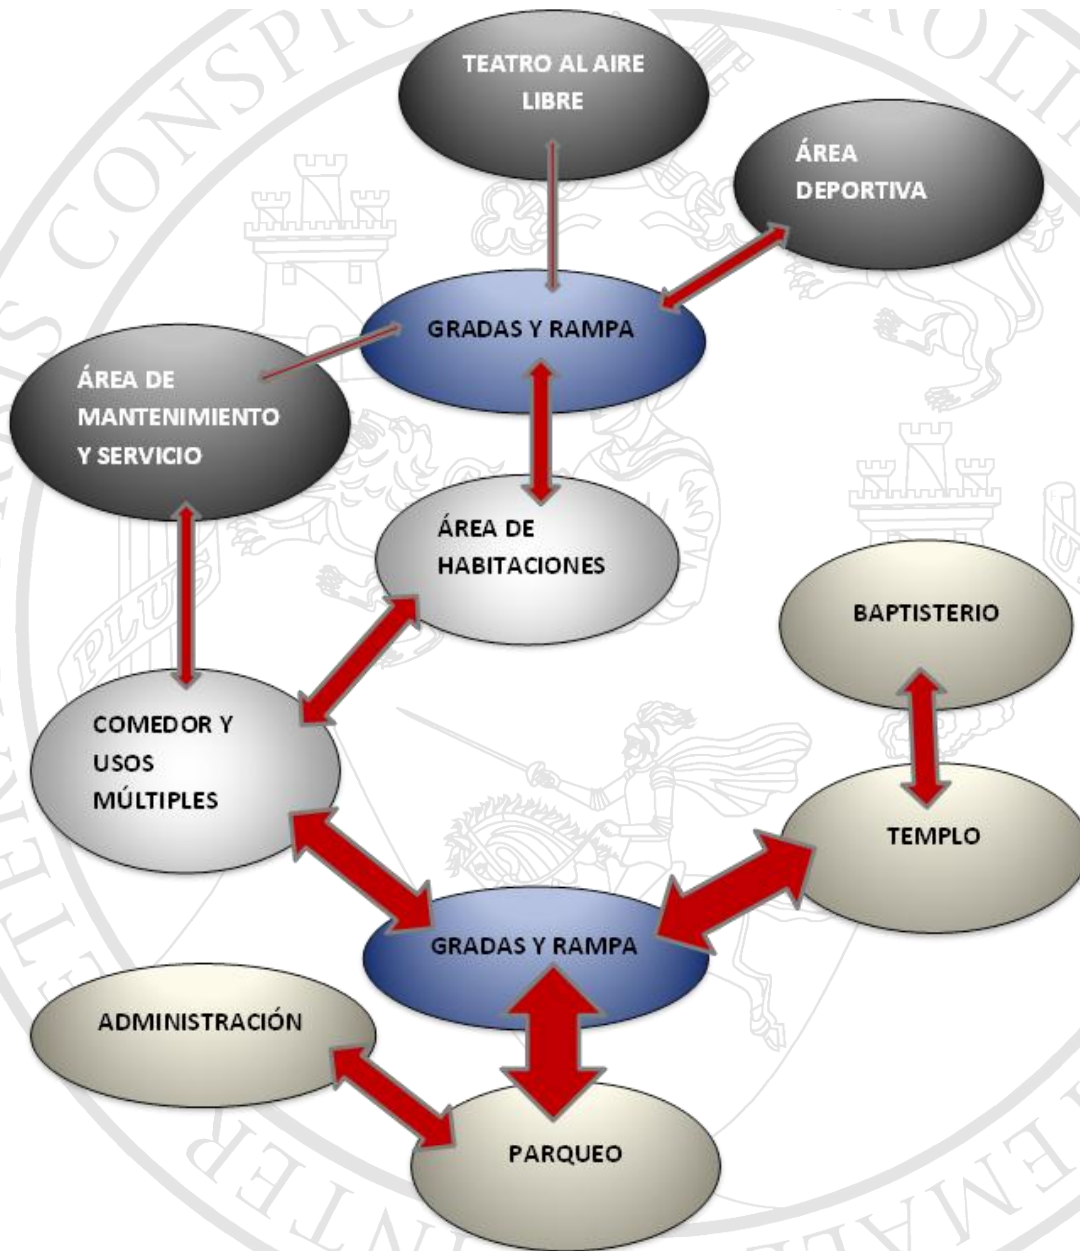 TEATRO AL AIRE
LIBRE
ÁREA
DEPORTIVA
GRADAS Y RAMPA
ÁREA DE
MANTENIMIENTO
Y SERVICIO
ÁREA DE
HABITACIONES
BAPTISTERIO
COMEDOR Y
USOS
MÚLTIPLES
TEMPLO
GRADAS Y RAMPA
ADMINISTRACIÓN
PARQUEO
PLUS